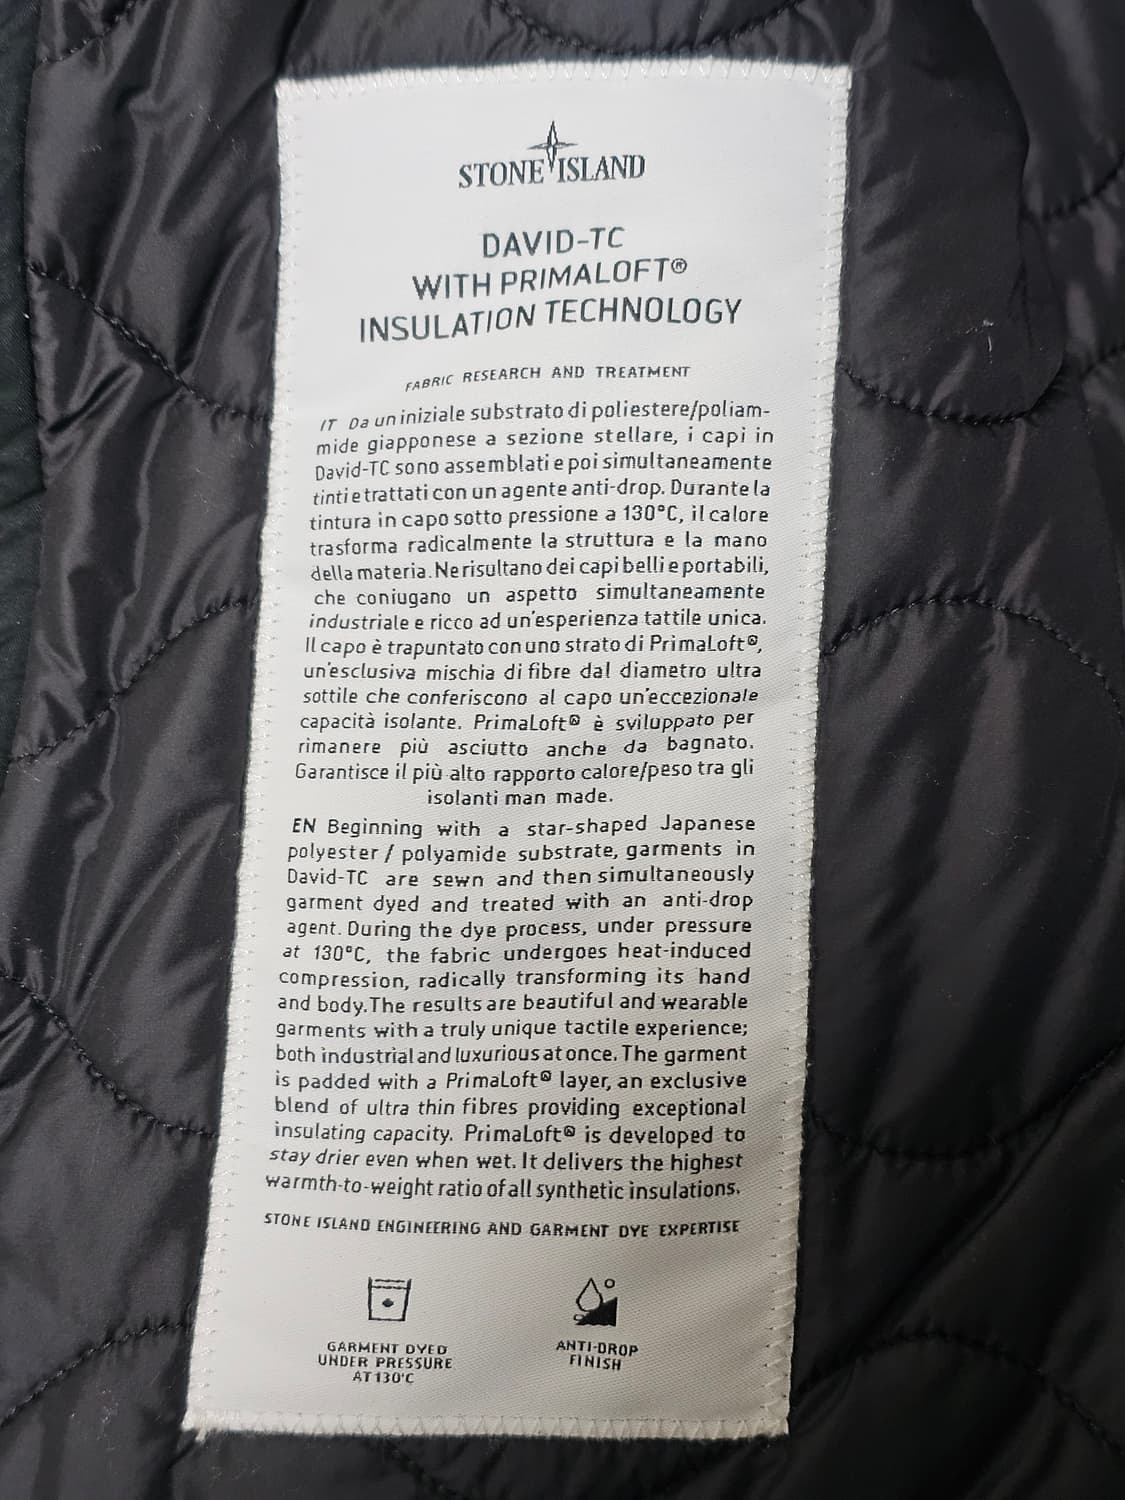 STONE ISLAND
DAVID-TC
WITH PRIMALOFT®
INSULATION TECHNOLOGY
FABRIC RESEARCH AND TREATMENT
IT Da un iniziale substrato di poliestere/poliam-
mide giapponese a sezione stellare, i capi in
David-TC sono assemblati e poi simultaneamente
tinti e trattati con un agente anti-drop. Durante la
tintura in capo sotto pressione a 130°C, il calore
trasforma radicalmente la struttura e la mano
della materia. Ne risultano dei capi belli e portabili,
che coniugano un aspetto simultaneamente
industriale e ricco ad un'esperienza tattile unica.
Il capo è trapuntato con uno strato di PrimaLoft®,
un'esclusiva mischia di fibre dal diametro ultra
sottile che conferiscono al capo un'eccezionale
capacità isolante. PrimaLoft® è sviluppato per
rimanere più asciutto anche da bagnato.
Garantisce il più alto rapporto calore/peso tra gli
isolanti man made.
EN Beginning with a star-shaped Japanese
polyester / polyamide substrate, garments in
David-TC are sewn and then simultaneously
garment dyed and treated with an anti-drop
agent. During the dye process, under pressure
at 130°C, the fabric undergoes heat-induced
compression, radically transforming its hand
and body. The results are beautiful and wearable
garments with a truly unique tactile experience;
both industrial and luxurious at once. The garment
is padded with a PrimaLoft® layer, an exclusive
blend of ultra thin fibres providing exceptional
insulating capacity. PrimaLoft® is developed to
stay drier even when wet. It delivers the highest
warmth-to-weight ratio of all synthetic insulations.
STONE ISLAND ENGINEERING AND GARMENT DYE EXPERTISE
GARMENT DYED
UNDER PRESSURE
AT 130°C
ANTI-DROP
FINISH